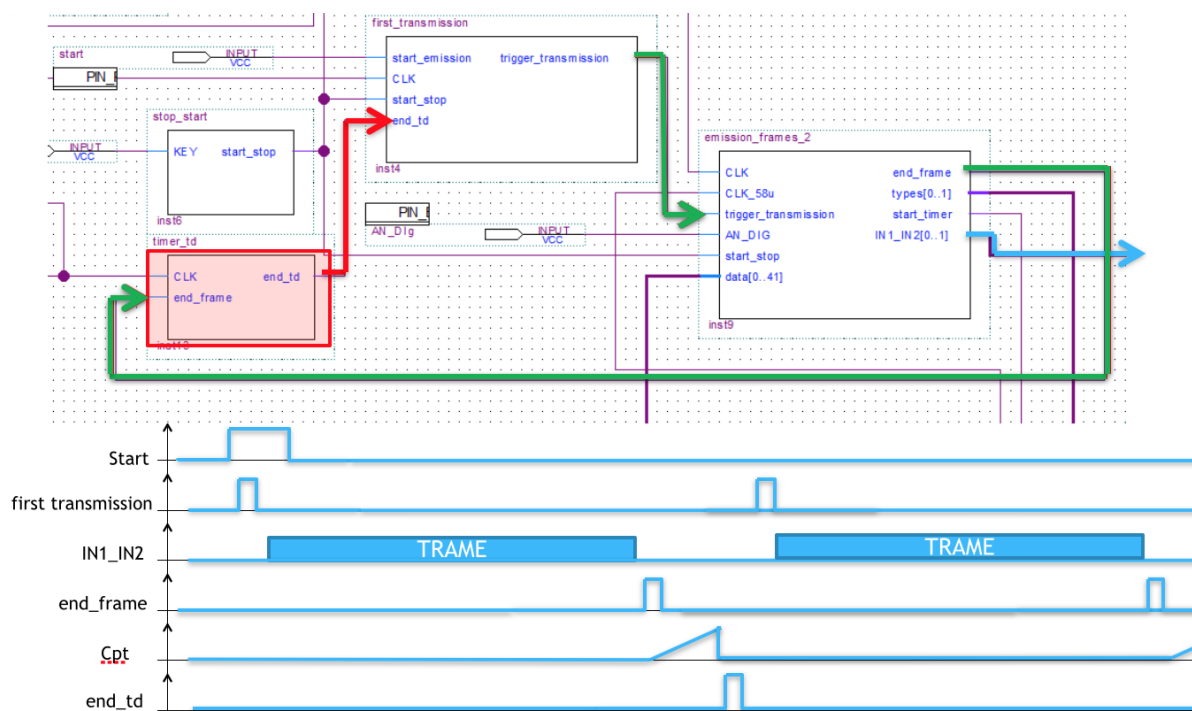 first_transmission
start
INPUT
VCC
PIN_
start_emission trigger_transmission
CLK
start_stop
end_td
inst4
stop_start
INPUT
VCC
KEY start_stop
inst6
PIN_
AN_DIg
INPUT
VCC
emission_frames_2
CLK end_frame
CLK_58u types[0..1]
trigger_transmission start_timer
AN_DIG IN1_IN2[0..1]
start_stop
data[0..41]
inst9
timer_td
CLK end_td
end_frame
Start
first transmission
IN1_IN2 TRAME TRAME
end_frame
Cpt
end_td